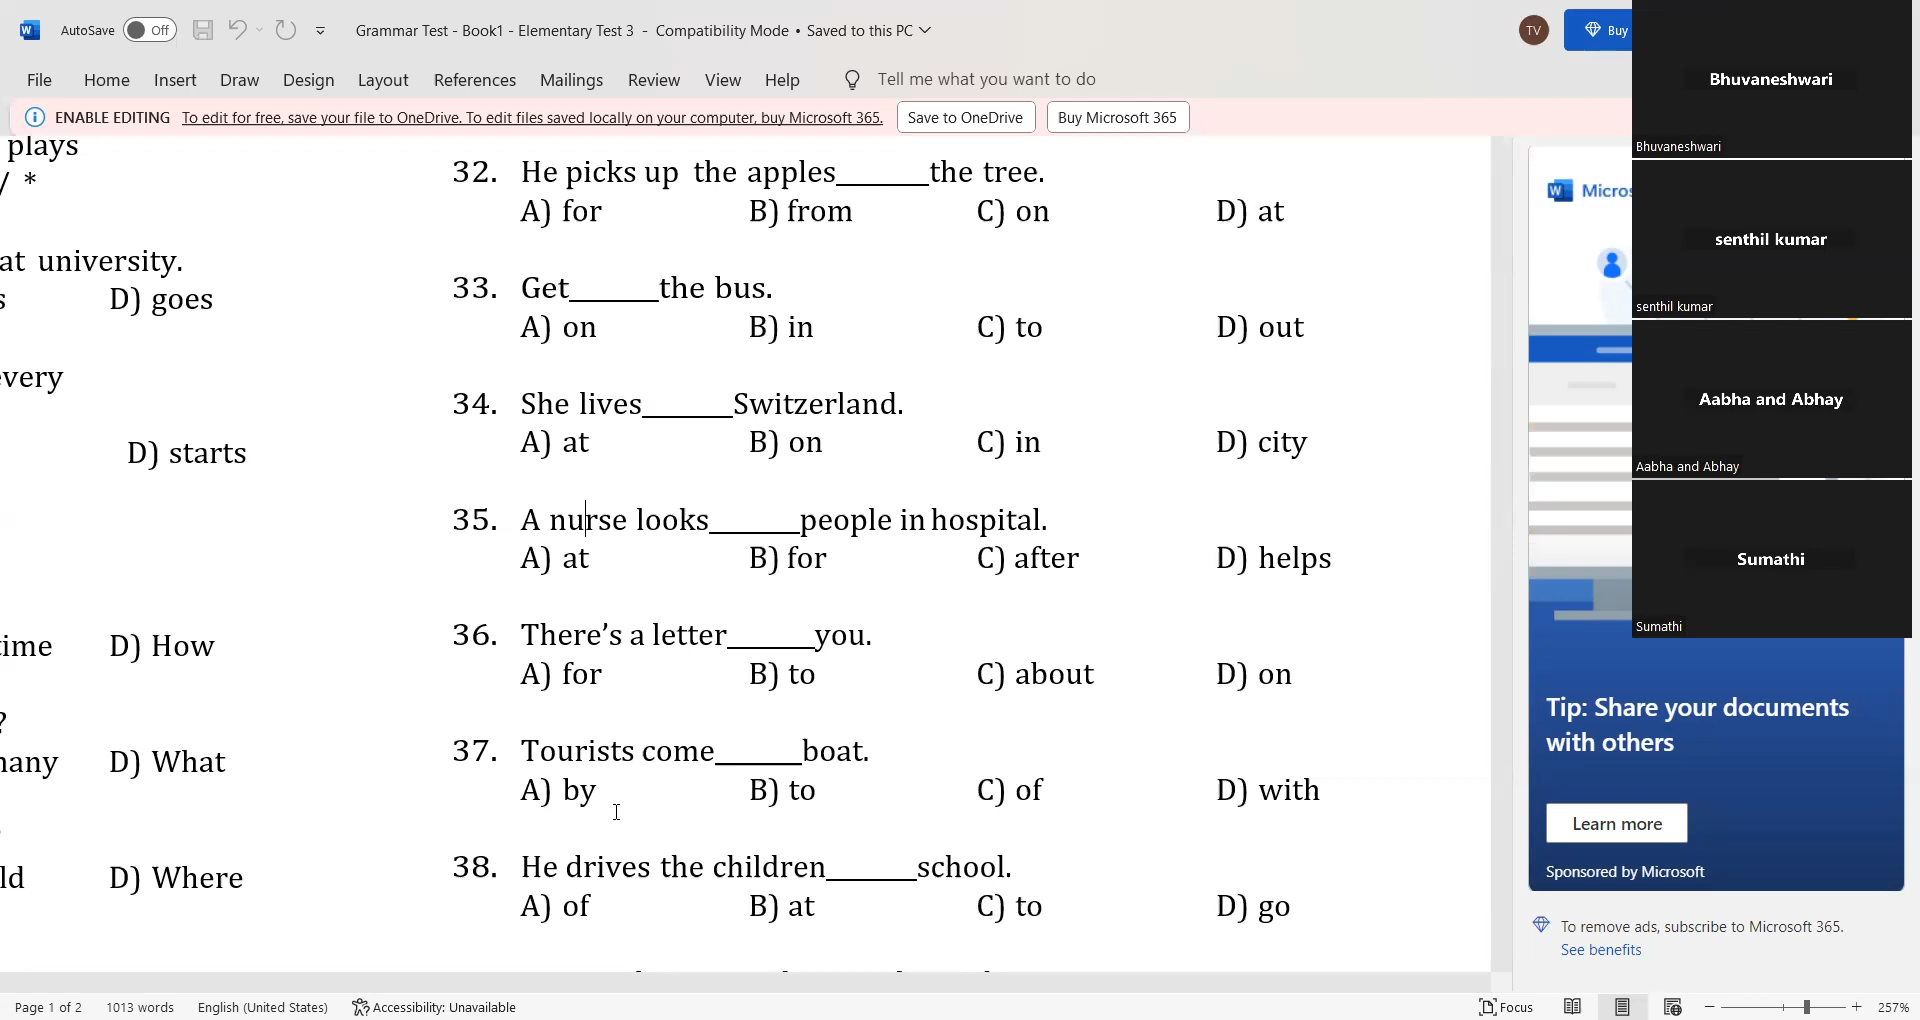 AutoSave Off
Grammar Test - Book1 - Elementary Test 3 - Compatibility Mode • Saved to this PC
TV
Buy
File Home Insert Draw Design Layout References Mailings Review View Help Tell me what you want to do
ENABLE EDITING To edit for free, save your file to OneDrive. To edit files saved locally on your computer, buy Microsoft 365. Save to OneDrive Buy Microsoft 365
plays
/ *
at university.
s D) goes
every
D) starts
time D) How
?
many D) What
ld D) Where
32. He picks up the apples______the tree.
A) for B) from C) on D) at
33. Get______the bus.
A) on B) in C) to D) out
34. She lives______Switzerland.
A) at B) on C) in D) city
35. A nurse looks______people in hospital.
A) at B) for C) after D) helps
36. There's a letter______you.
A) for B) to C) about D) on
37. Tourists come______boat.
A) by B) to C) of D) with
38. He drives the children______school.
A) of B) at C) to D) go
Bhuvaneshwari
Bhuvaneshwari
senthil kumar
senthil kumar
Aabha and Abhay
Aabha and Abhay
Sumathi
Sumathi
Tip: Share your documents
with others
Learn more
Sponsored by Microsoft
To remove ads, subscribe to Microsoft 365.
See benefits
Page 1 of 2 1013 words English (United States) Accessibility: Unavailable Focus 257%